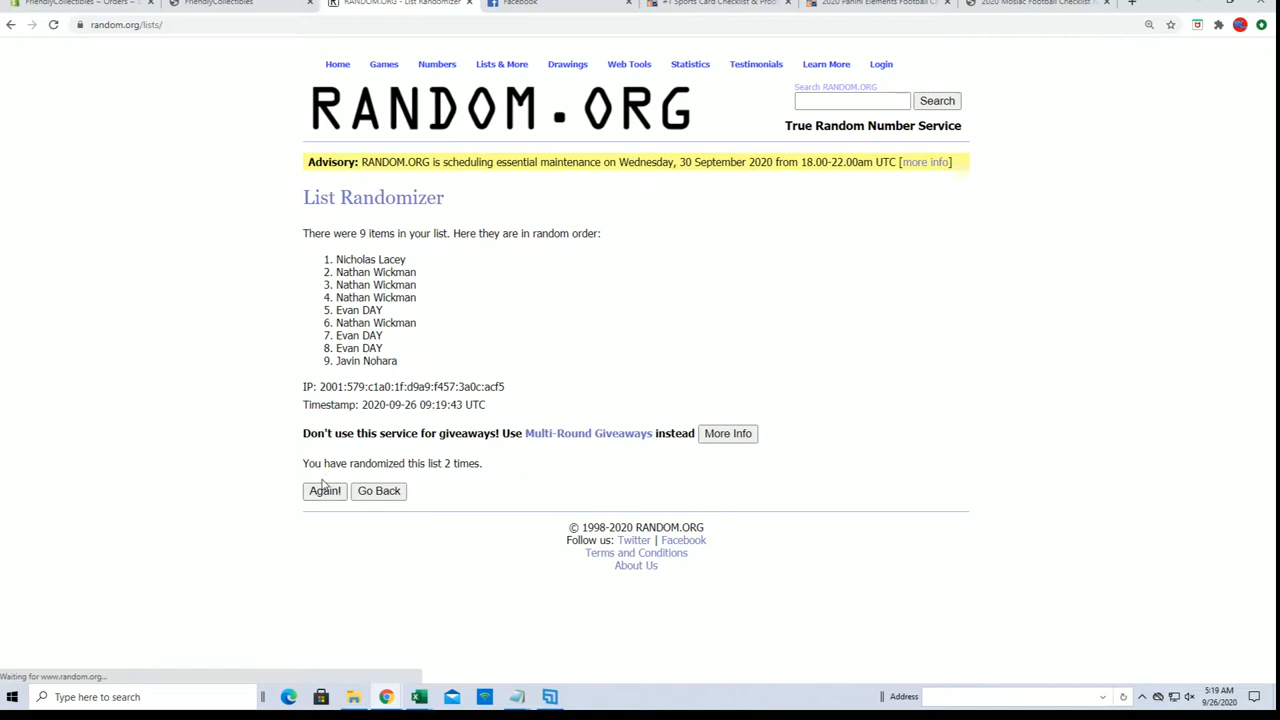 FriendlyCollectibles - Orders - S
FriendlyCollectibles
RANDOM.ORG - List Randomizer
Facebook
#1 Sports Card Checklist & Prod
2020 Panini Elements Football C
2020 Mosiac Football Checklist
random.org/lists/
Home Games Numbers Lists & More Drawings Web Tools Statistics Testimonials Learn More Login
RANDOM.ORG
Search RANDOM.ORG
Search
True Random Number Service
Advisory: RANDOM.ORG is scheduling essential maintenance on Wednesday, 30 September 2020 from 18.00-22.00am UTC [more info]
List Randomizer
There were 9 items in your list. Here they are in random order:
1. Nicholas Lacey
2. Nathan Wickman
3. Nathan Wickman
4. Nathan Wickman
5. Evan DAY
6. Nathan Wickman
7. Evan DAY
8. Evan DAY
9. Javin Nohara
IP: 2001:579:c1a0:1f:d9a9:f457:3a0c:acf5
Timestamp: 2020-09-26 09:19:43 UTC
Don't use this service for giveaways! Use Multi-Round Giveaways instead More Info
You have randomized this list 2 times.
Again! Go Back
© 1998-2020 RANDOM.ORG
Follow us: Twitter | Facebook
Terms and Conditions
About Us
Waiting for www.random.org...
Type here to search
Address
5:19 AM
9/26/2020